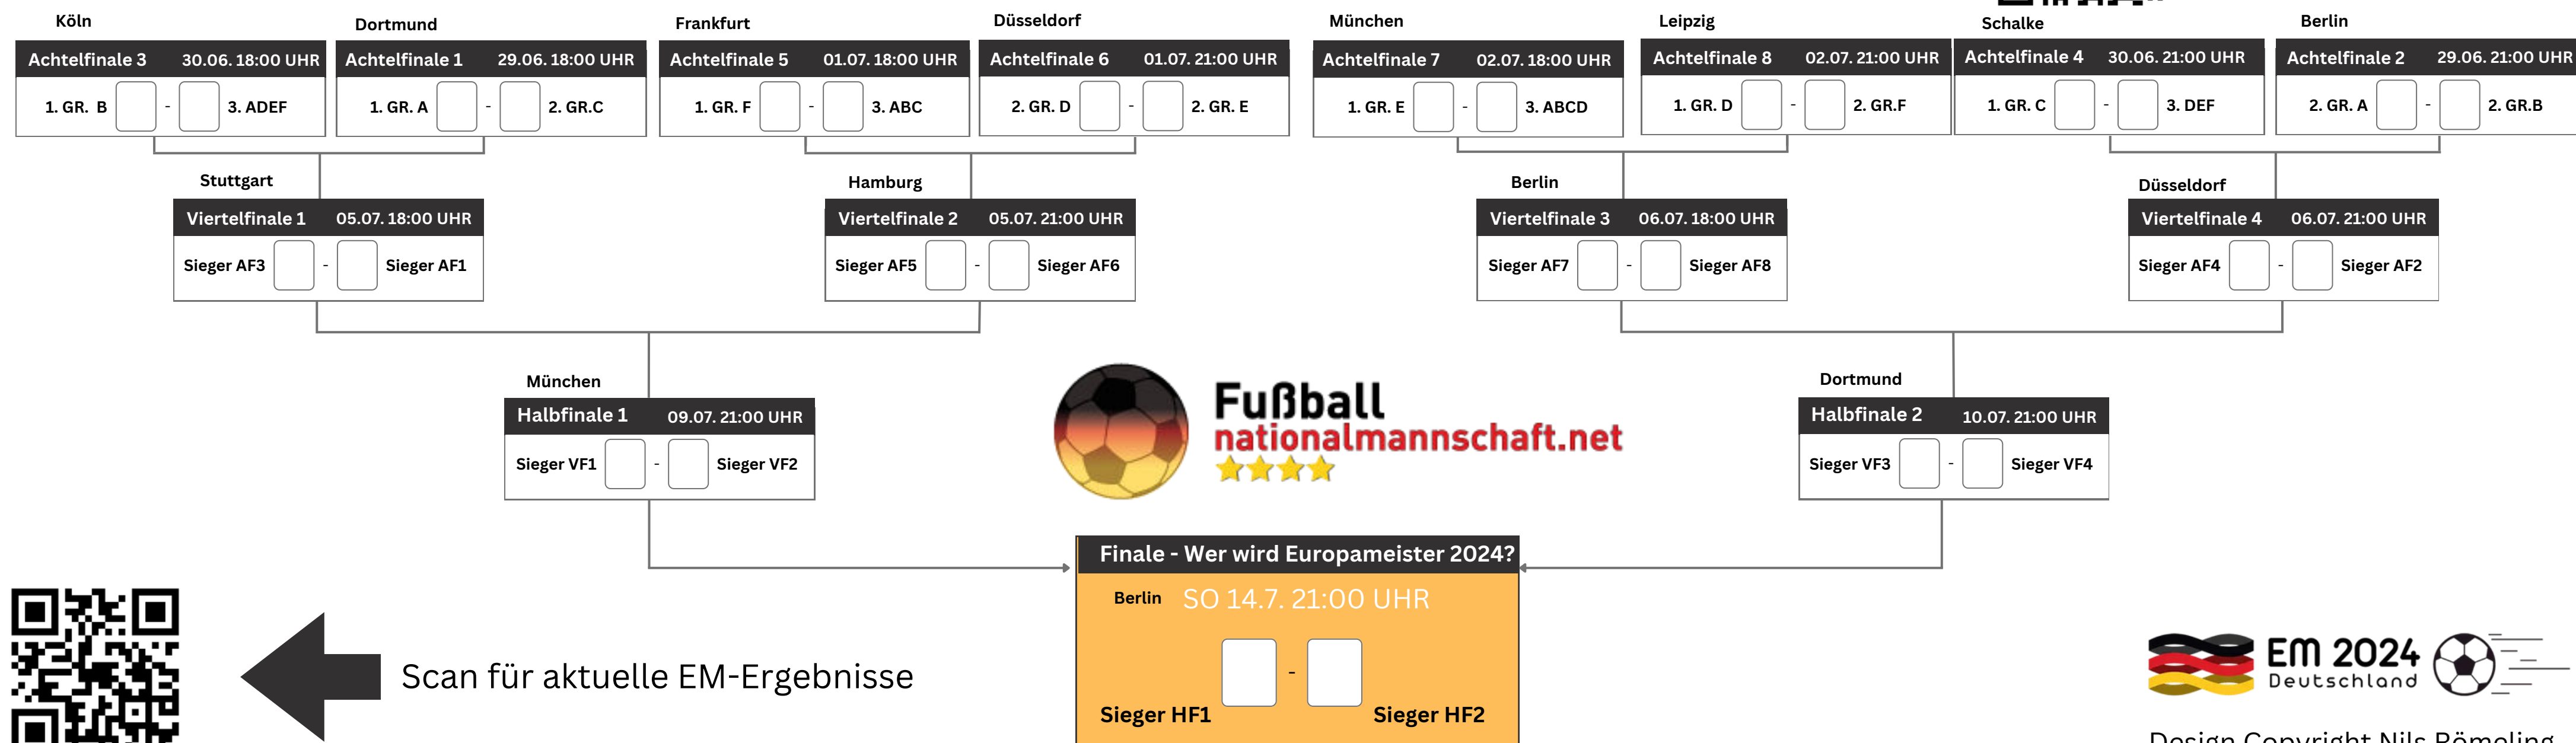 Köln
Achtelfinale 3 30.06. 18:00 UHR
1. GR. B - 3. ADEF
Dortmund
Achtelfinale 1 29.06. 18:00 UHR
1. GR. A - 2. GR.C
Frankfurt
Achtelfinale 5 01.07. 18:00 UHR
1. GR. F - 3. ABC
Düsseldorf
Achtelfinale 6 01.07. 21:00 UHR
2. GR. D - 2. GR. E
München
Achtelfinale 7 02.07. 18:00 UHR
1. GR. E - 3. ABCD
Leipzig
Achtelfinale 8 02.07. 21:00 UHR
1. GR. D - 2. GR.F
Schalke
Achtelfinale 4 30.06. 21:00 UHR
1. GR. C - 3. DEF
Berlin
Achtelfinale 2 29.06. 21:00 UHR
2. GR. A - 2. GR.B
Stuttgart
Viertelfinale 1 05.07. 18:00 UHR
Sieger AF3 - Sieger AF1
Hamburg
Viertelfinale 2 05.07. 21:00 UHR
Sieger AF5 - Sieger AF6
Berlin
Viertelfinale 3 06.07. 18:00 UHR
Sieger AF7 - Sieger AF8
Düsseldorf
Viertelfinale 4 06.07. 21:00 UHR
Sieger AF4 - Sieger AF2
München
Halbfinale 1 09.07. 21:00 UHR
Sieger VF1 - Sieger VF2
Fußball
nationalmannschaft.net
Dortmund
Halbfinale 2 10.07. 21:00 UHR
Sieger VF3 - Sieger VF4
Finale - Wer wird Europameister 2024?
Berlin SO 14.7. 21:00 UHR
-
Sieger HF1 Sieger HF2
Scan für aktuelle EM-Ergebnisse
EM 2024
Deutschland
Design Copyright Nils Römeling